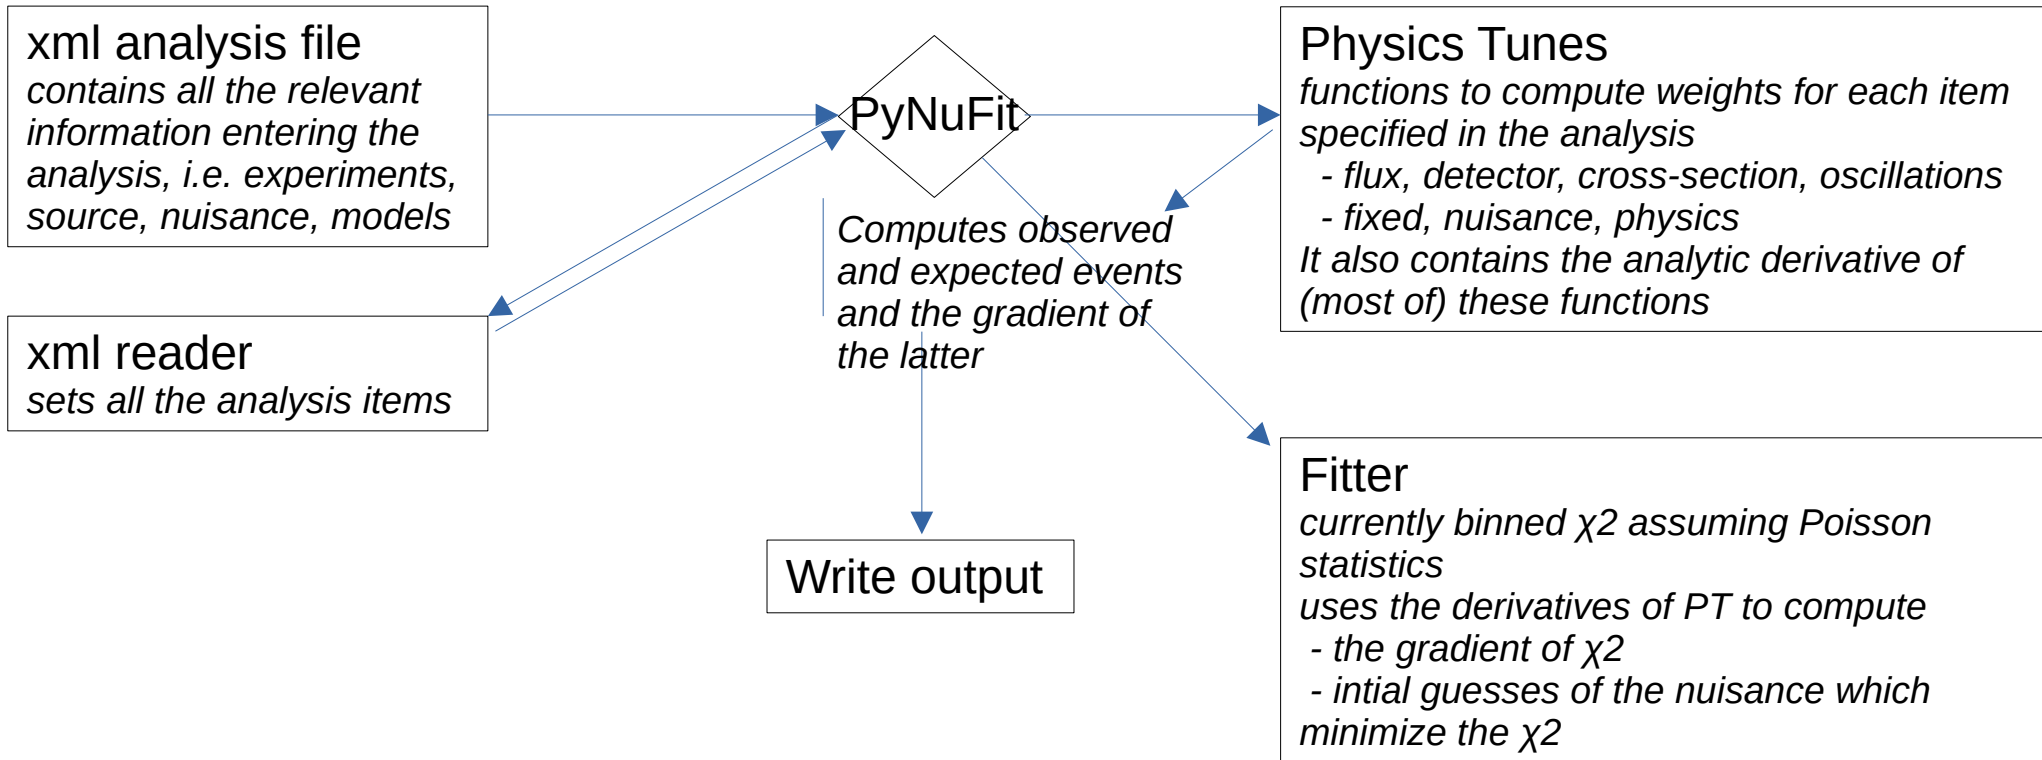 xml analysis file
contains all the relevant
information entering the
analysis, i.e. experiments,
source, nuisance, models
xml reader
sets all the analysis items
PyNuFit
Computes observed
and expected events
and the gradient of
the latter
Write output
Physics Tunes
functions to compute weights for each item
specified in the analysis
- flux, detector, cross-section, oscillations
- fixed, nuisance, physics
It also contains the analytic derivative of
(most of) these functions
Fitter
currently binned χ2 assuming Poisson
statistics
uses the derivatives of PT to compute
- the gradient of χ2
- intial guesses of the nuisance which
minimize the χ2